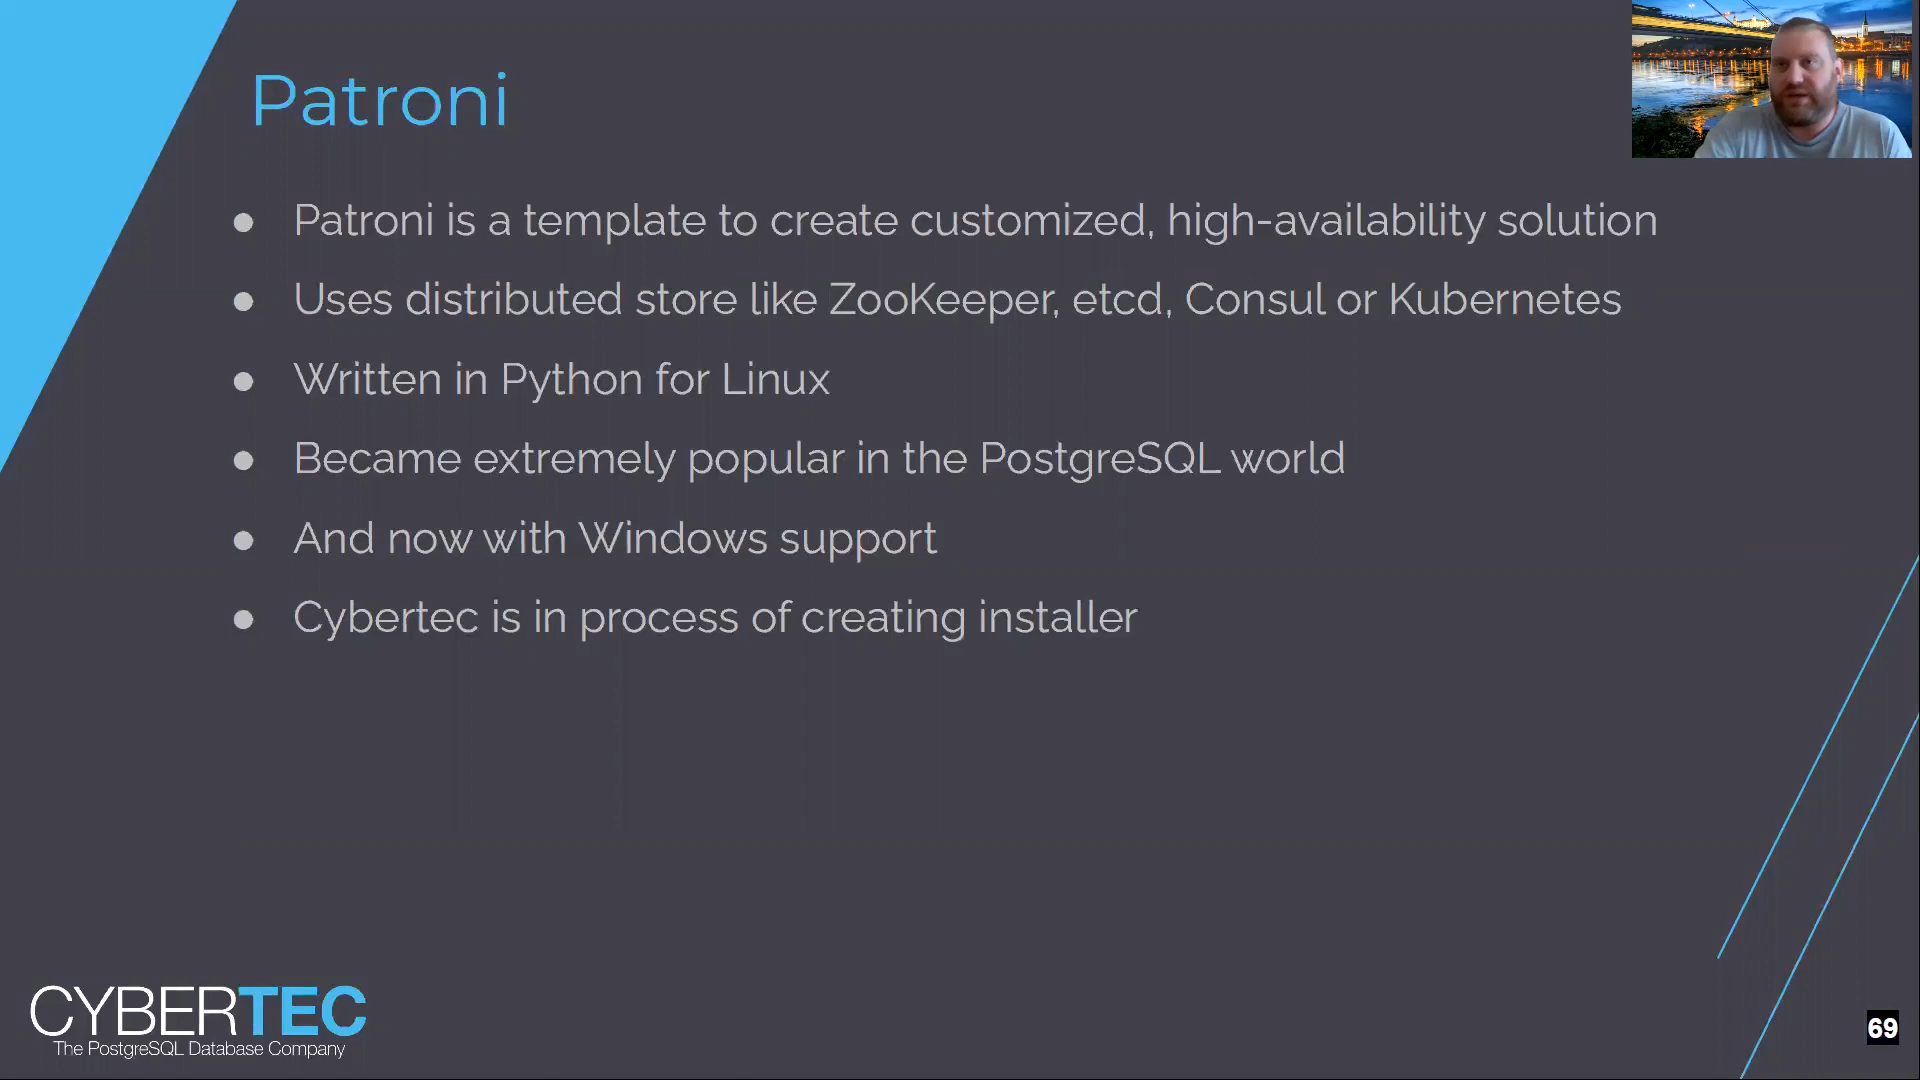 Patroni
● Patroni is a template to create customized, high-availability solution
● Uses distributed store like ZooKeeper, etcd, Consul or Kubernetes
● Written in Python for Linux
● Became extremely popular in the PostgreSQL world
● And now with Windows support
● Cybertec is in process of creating installer
CYBERTEC
The PostgreSQL Database Company
69